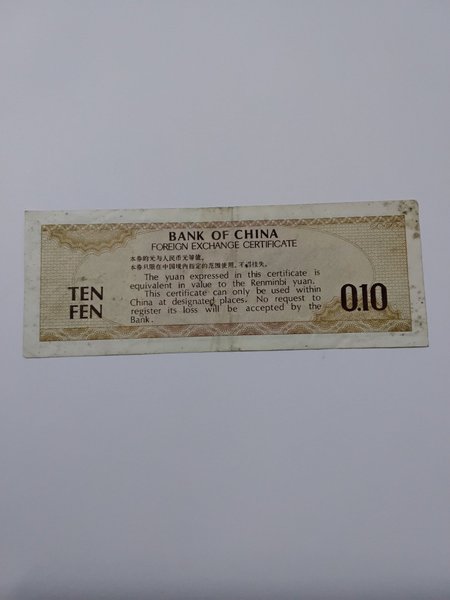 BANK OF CHINA
FOREIGN EXCHANGE CERTIFICATE
本券的元与人民币元等值。
本券只限在中国境内指定的范围使用，不得挂失。
The yuan expressed in this certificate is
equivalent in value to the Renminbi yuan.
This certificate can only be used within
China at designated places. No request to
register its loss will be accepted by the
Bank.
TEN
FEN
0.10